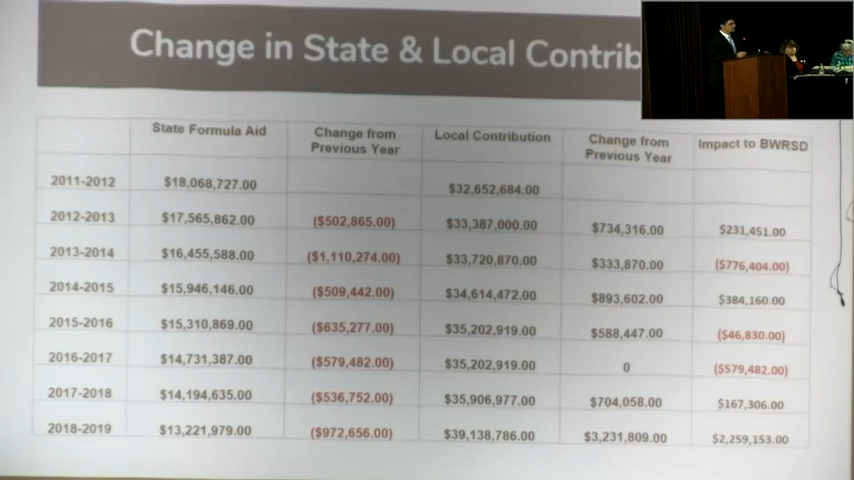 Change in State & Local Contrib
State Formula Aid Change from Previous Year Local Contribution Change from Previous Year Impact to BWRSD
2011-2012 $18,068,727.00 $32,652,684.00
2012-2013 $17,565,862.00 ($502,865.00) $33,387,000.00 $734,316.00 $231,451.00
2013-2014 $16,455,588.00 ($1,110,274.00) $33,720,870.00 $333,870.00 ($776,404.00)
2014-2015 $15,946,146.00 ($509,442.00) $34,614,472.00 $893,602.00 $384,160.00
2015-2016 $15,310,869.00 ($635,277.00) $35,202,919.00 $588,447.00 ($46,830.00)
2016-2017 $14,731,387.00 ($579,482.00) $35,202,919.00 0 ($579,482.00)
2017-2018 $14,194,635.00 ($536,752.00) $35,906,977.00 $704,058.00 $167,306.00
2018-2019 $13,221,979.00 ($972,656.00) $39,138,786.00 $3,231,809.00 $2,259,153.00